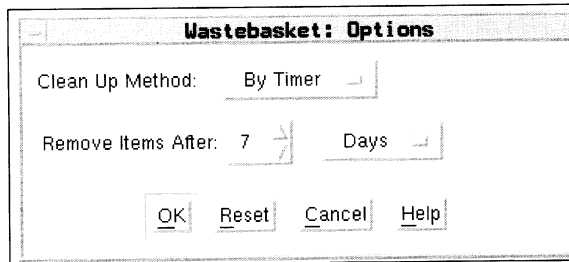 Wastebasket: Options
Clean Up Method: By Timer
Remove Items After: 7 Days
OK Reset Cancel Help